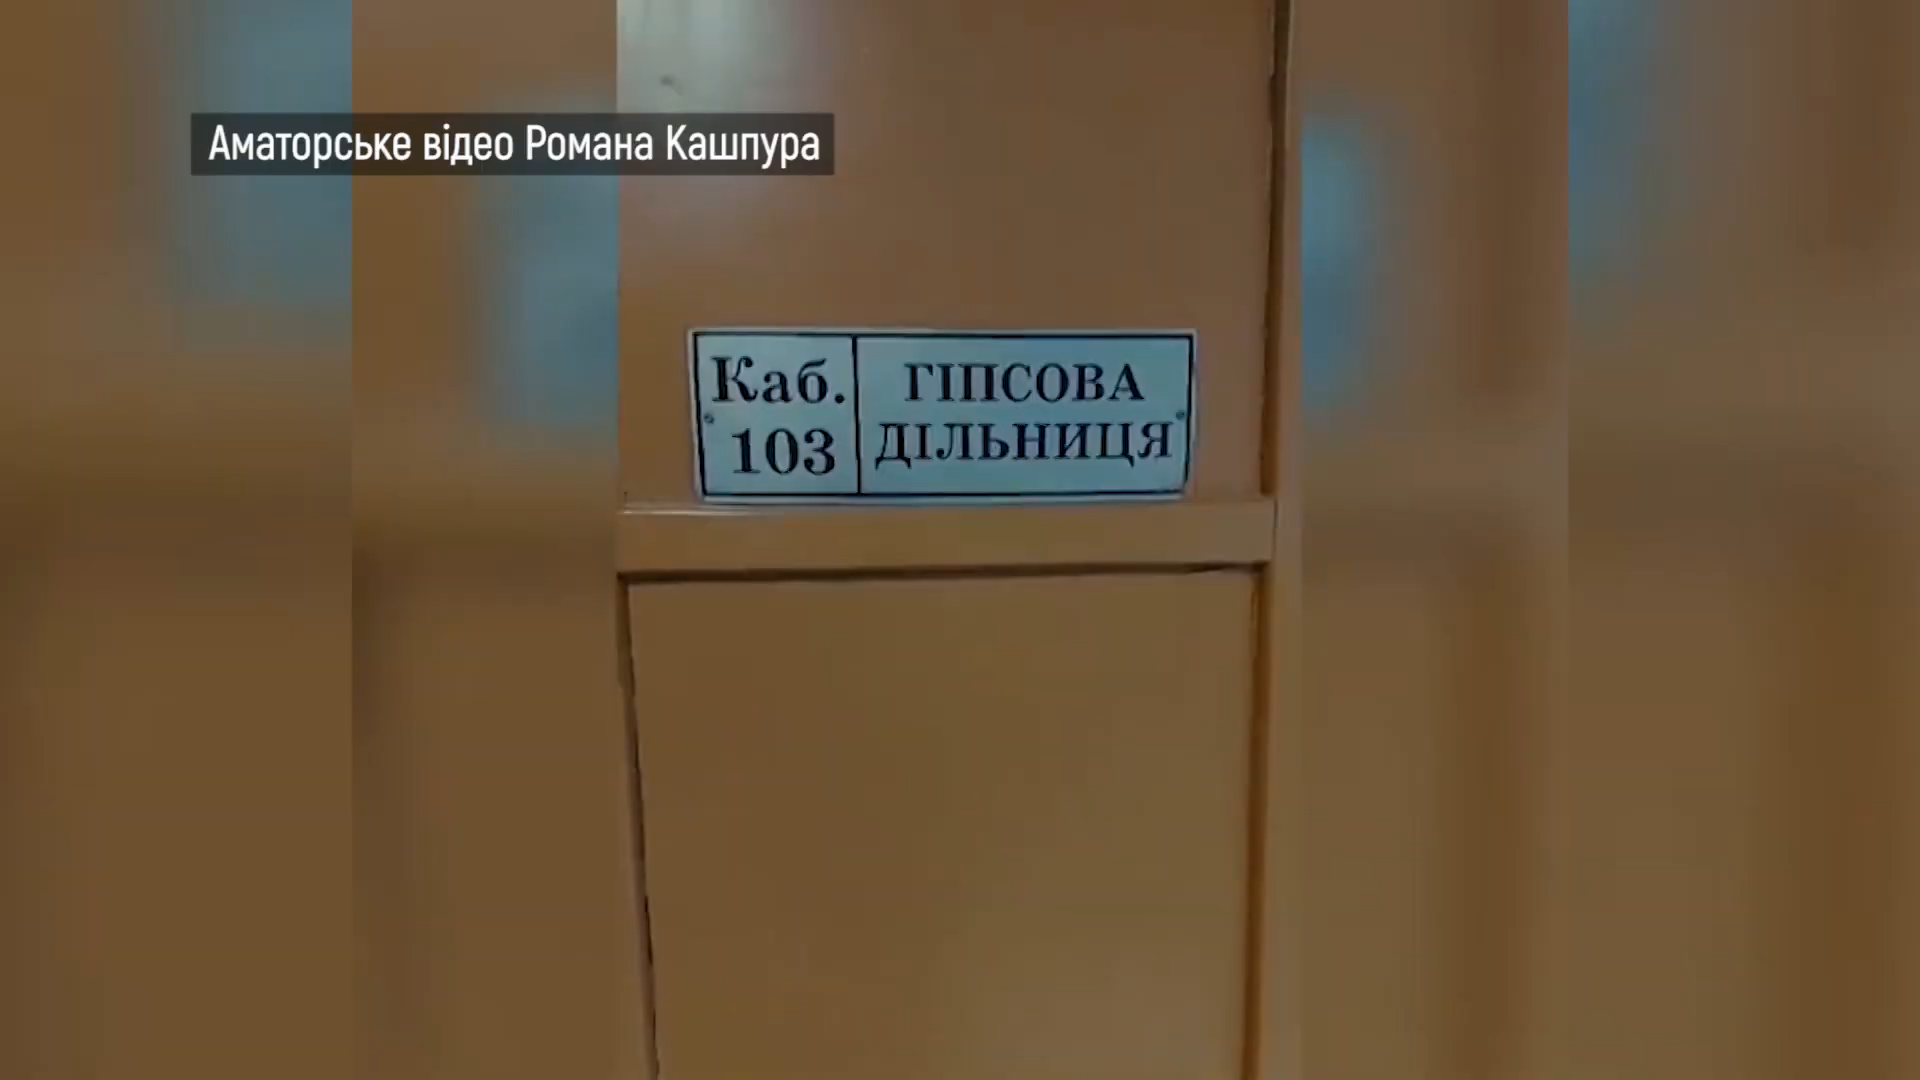 Аматорське відео Романа Кашпура
Каб.
103
ГІПСОВА
ДІЛЬНИЦЯ